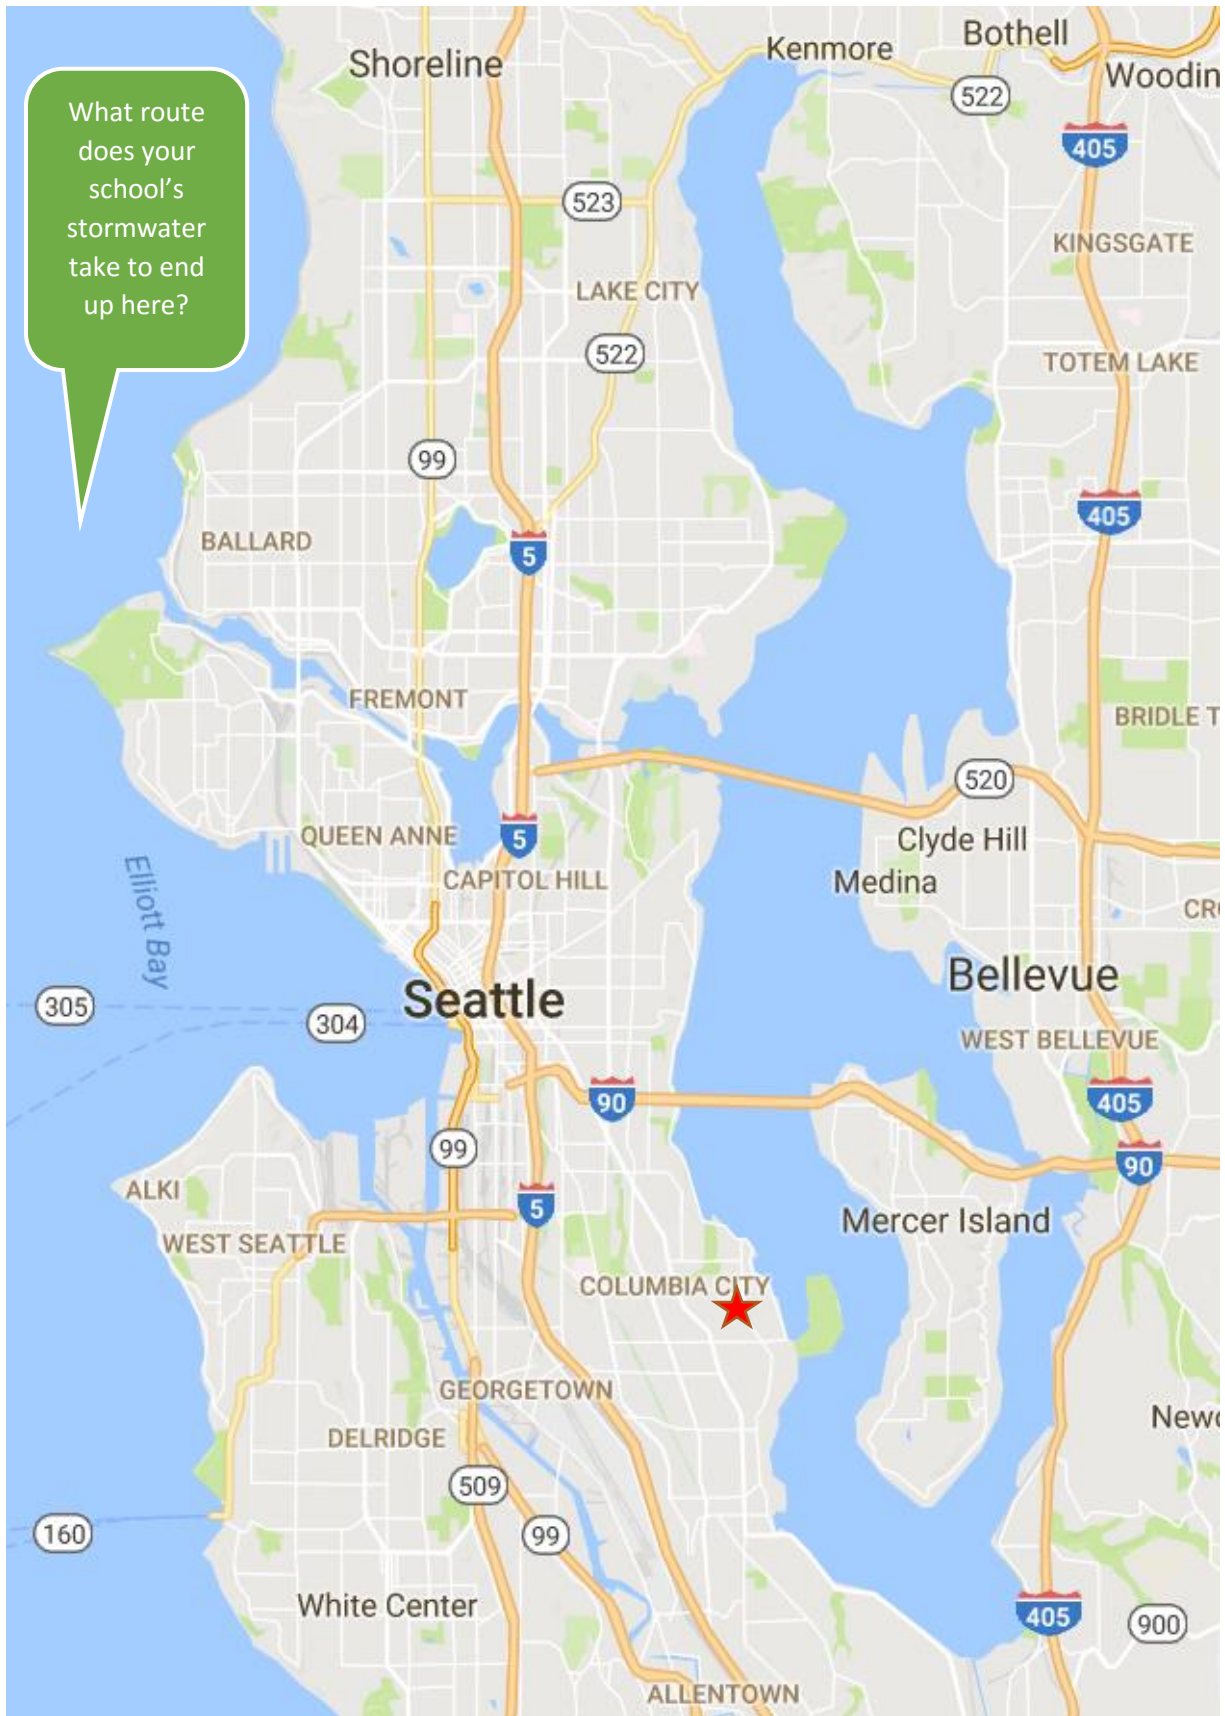 Shoreline
Kenmore
Bothell
Woodin
522
405
What route
does your
school’s
stormwater
take to end
up here?
523
KINGSGATE
LAKE CITY
522
TOTEM LAKE
99
405
BALLARD
5
FREMONT
BRIDLE T
520
QUEEN ANNE
5
Clyde Hill
Medina
CAPITOL HILL
CRO
Elliott Bay
Bellevue
Seattle
305
304
WEST BELLEVUE
90
405
99
90
ALKI
5
Mercer Island
WEST SEATTLE
COLUMBIA CITY
GEORGETOWN
Newc
DELRIDGE
509
160
99
White Center
405
900
ALLENTOWN